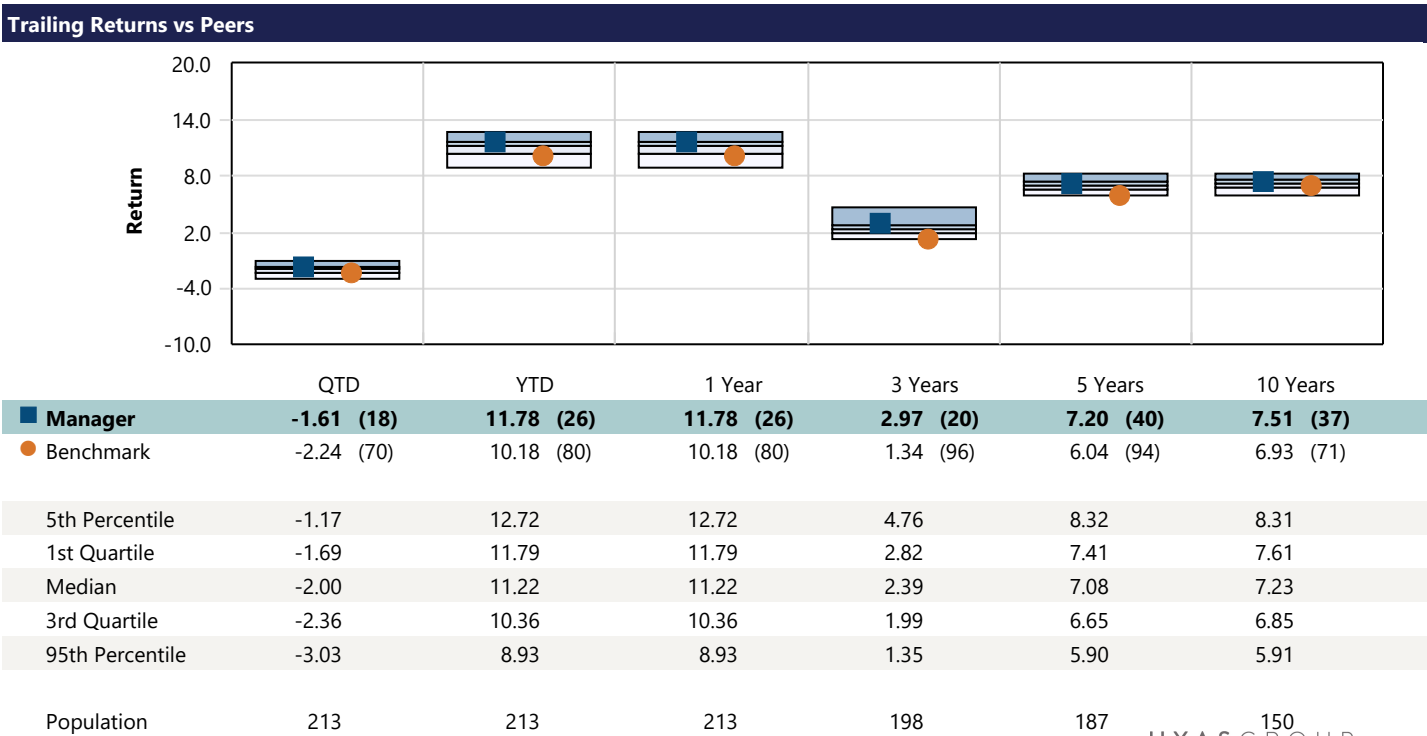 Trailing Returns vs Peers
20.0
14.0
8.0
2.0
-4.0
-10.0
Return
QTD YTD 1 Year 3 Years 5 Years 10 Years
Manager -1.61 (18) 11.78 (26) 11.78 (26) 2.97 (20) 7.20 (40) 7.51 (37)
Benchmark -2.24 (70) 10.18 (80) 10.18 (80) 1.34 (96) 6.04 (94) 6.93 (71)
5th Percentile -1.17 12.72 12.72 4.76 8.32 8.31
1st Quartile -1.69 11.79 11.79 2.82 7.41 7.61
Median -2.00 11.22 11.22 2.39 7.08 7.23
3rd Quartile -2.36 10.36 10.36 1.99 6.65 6.85
95th Percentile -3.03 8.93 8.93 1.35 5.90 5.91
Population 213 213 213 198 187 150
GROUP